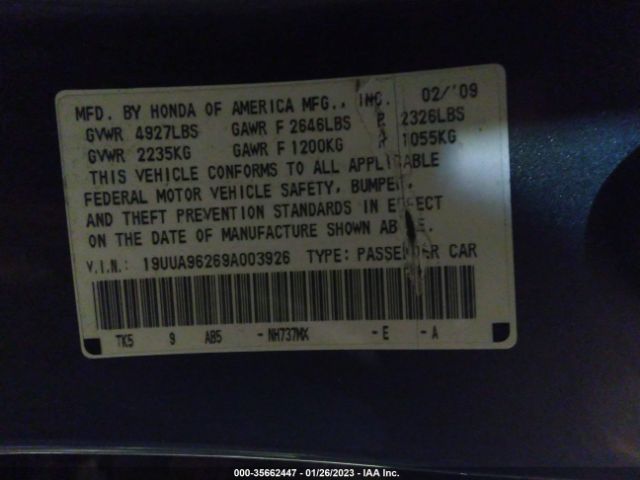 MFD. BY HONDA OF AMERICA MFG., INC. 02/'09
GVWR 4927LBS GAWR F 2646LBS R 2326LBS
GVWR 2235KG GAWR F 1200KG R 1055KG
THIS VEHICLE CONFORMS TO ALL APPLICABLE
FEDERAL MOTOR VEHICLE SAFETY, BUMPER,
AND THEFT PREVENTION STANDARDS IN EFFECT
ON THE DATE OF MANUFACTURE SHOWN ABOVE.
V.I.N.: 19UUA96269A003926 TYPE: PASSENGER CAR
TK5 9 AB5 -NH737MX -E -A
000-35662447 - 01/26/2023 - IAA Inc.